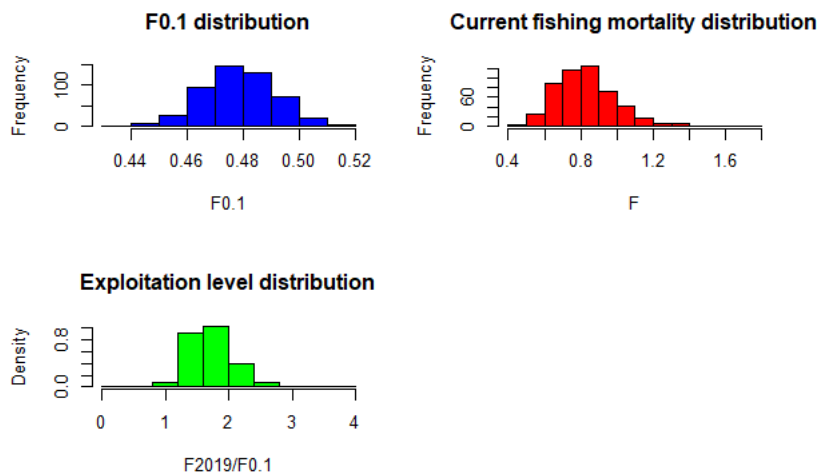 F0.1 distribution
Frequency
0 100
0.44 0.46 0.48 0.50 0.52
F0.1
Current fishing mortality distribution
Frequency
0 60
0.4 0.8 1.2 1.6
F
Exploitation level distribution
Density
0.0 0.8
0 1 2 3 4
F2019/F0.1